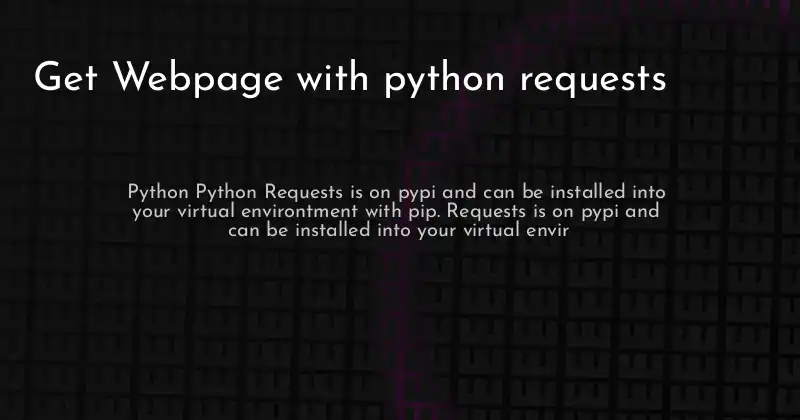 Get Webpage with python requests
Python Python Requests is on pypi and can be installed into
your virtual environtment with pip. Requests is on pypi and
can be installed into your virtual envir